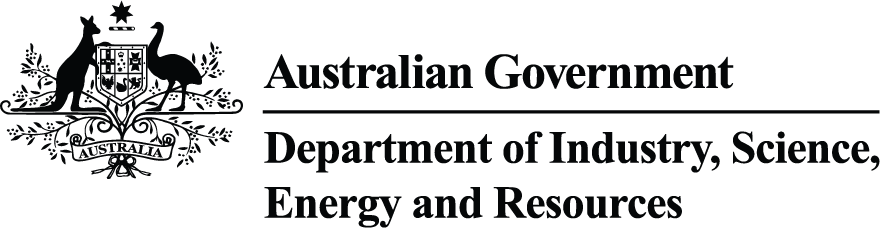 AUSTRALIA
Australian Government
Department of Industry, Science,
Energy and Resources